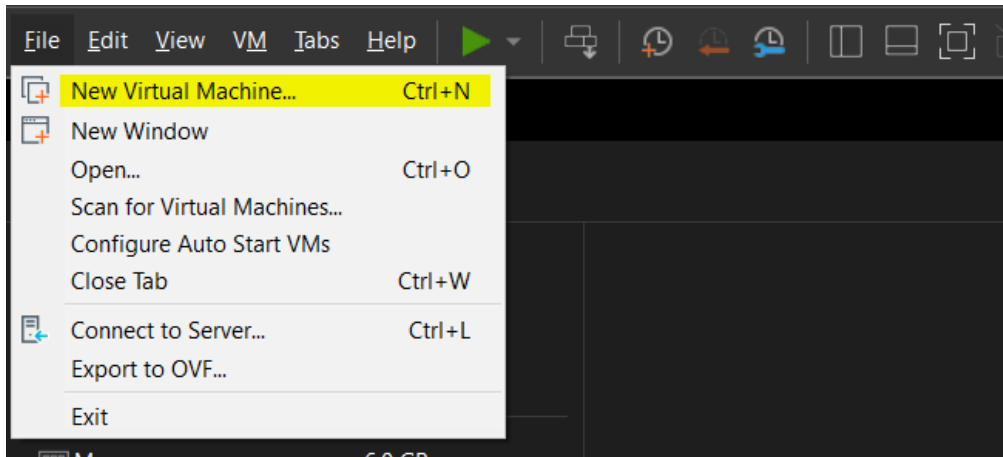 File Edit View VM Tabs Help
New Virtual Machine... Ctrl+N
New Window
Open... Ctrl+O
Scan for Virtual Machines...
Configure Auto Start VMs
Close Tab Ctrl+W
Connect to Server... Ctrl+L
Export to OVF...
Exit